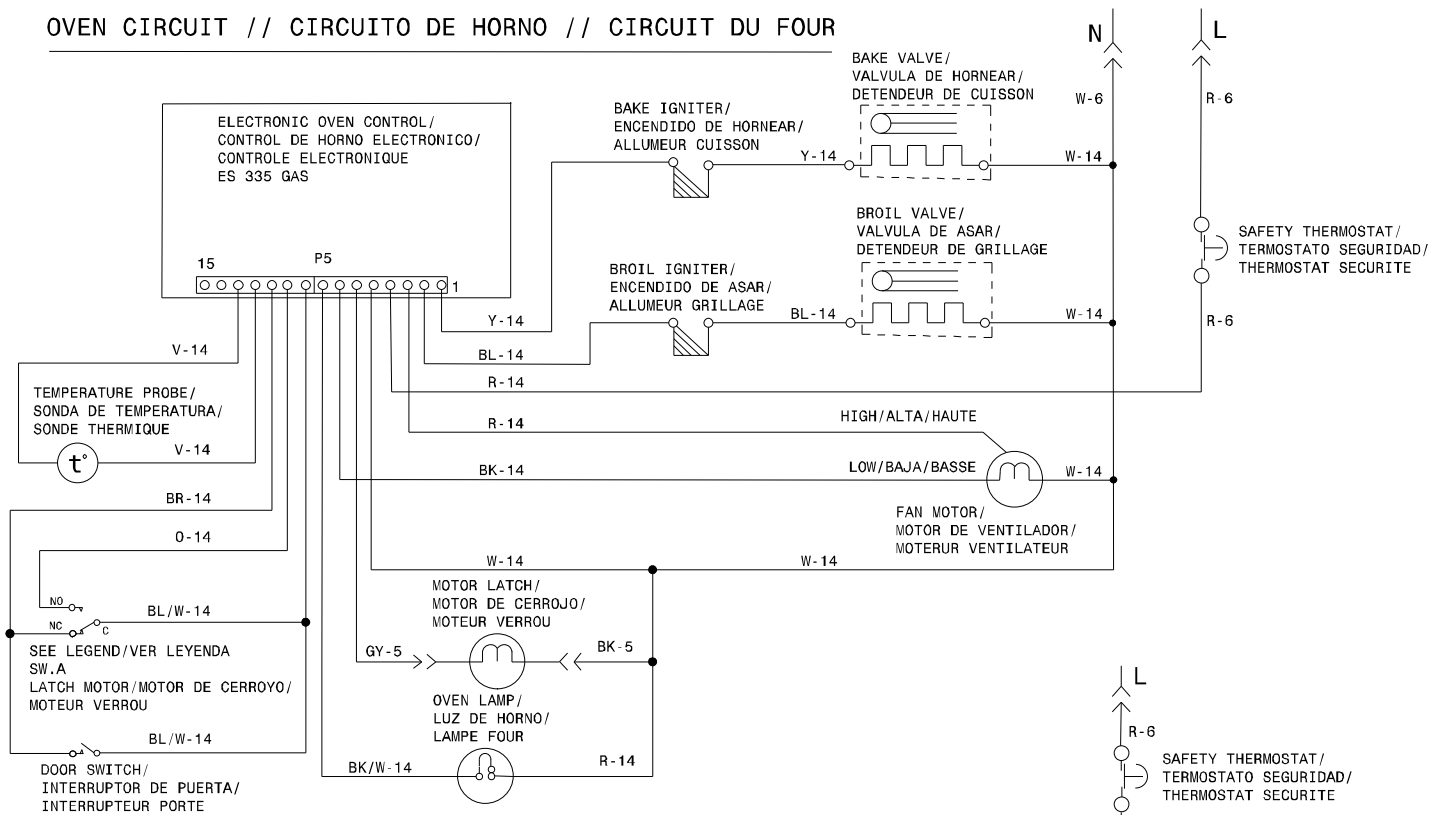 OVEN CIRCUIT // CIRCUITO DE HORNO // CIRCUIT DU FOUR
N
L
BAKE VALVE/
VALVULA DE HORNEAR/
DETENDEUR DE CUISSON
W-6
R-6
ELECTRONIC OVEN CONTROL/
CONTROL DE HORNO ELECTRONICO/
CONTROLE ELECTRONIQUE
ES 335 GAS
BAKE IGNITER/
ENCENDIDO DE HORNEAR/
ALLUMEUR CUISSON
Y-14
W-14
BROIL VALVE/
VALVULA DE ASAR/
DETENDEUR DE GRILLAGE
SAFETY THERMOSTAT/
TERMOSTATO SEGURIDAD/
THERMOSTAT SECURITE
15
P5
1
BROIL IGNITER/
ENCENDIDO DE ASAR/
ALLUMEUR GRILLAGE
Y-14
BL-14
W-14
R-6
V-14
BL-14
R-14
TEMPERATURE PROBE/
SONDA DE TEMPERATURA/
SONDE THERMIQUE
t°
V-14
R-14
HIGH/ALTA/HAUTE
BK-14
LOW/BAJA/BASSE
W-14
BR-14
FAN MOTOR/
MOTOR DE VENTILADOR/
MOTERUR VENTILATEUR
O-14
W-14
W-14
MOTOR LATCH/
MOTOR DE CERROJO/
MOTEUR VERROU
NO
NC
C
BL/W-14
SEE LEGEND/VER LEYENDA
SW.A
LATCH MOTOR/MOTOR DE CERROYO/
MOTEUR VERROU
GY-5
BK-5
OVEN LAMP/
LUZ DE HORNO/
LAMPE FOUR
BL/W-14
DOOR SWITCH/
INTERRUPTOR DE PUERTA/
INTERRUPTEUR PORTE
BK/W-14
R-14
L
R-6
SAFETY THERMOSTAT/
TERMOSTATO SEGURIDAD/
THERMOSTAT SECURITE